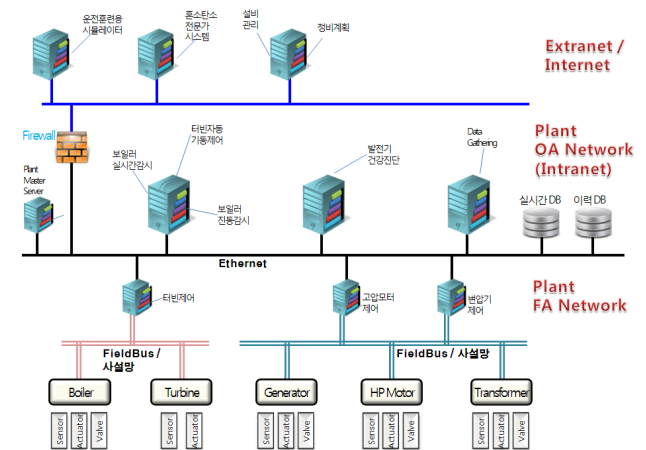 운전훈련용
시뮬레이터
혼소탄소
전문가
시스템
설비
관리
정비계획
Extranet /
Internet
Firewall
Plant
Master
Server
보일러
실시간감시
터빈자동
기동제어
보일러
진동감시
발전기
건강진단
Data
Gathering
실시간 DB
이력 DB
Plant
OA Network
(Intranet)
Ethernet
터빈제어
고압모터
제어
변압기
제어
Plant
FA Network
FieldBus /
사설망
FieldBus / 사설망
Boiler
Turbine
Generator
HP Motor
Transformer
Sensor
Actuator
Valve
Sensor
Actuator
Sensor
Actuator
Valve
Sensor
Actuator
Valve
Sensor
Actuator
Valve